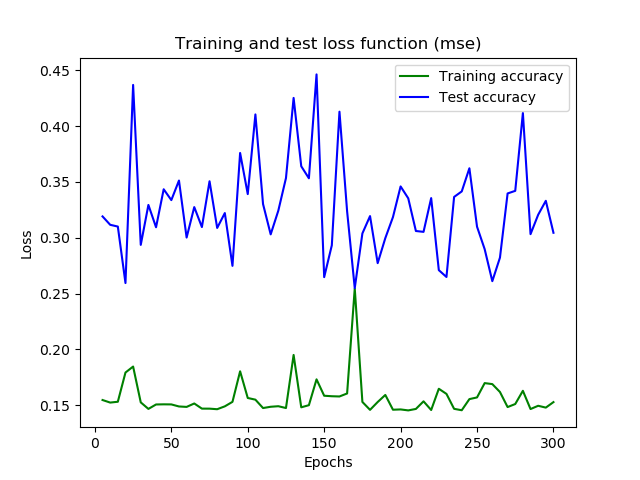 Training and test loss function (mse)
Training accuracy
Test accuracy
0.45
0.40
0.35
0.30
0.25
0.20
0.15
Loss
0
50
100
150
200
250
300
Epochs